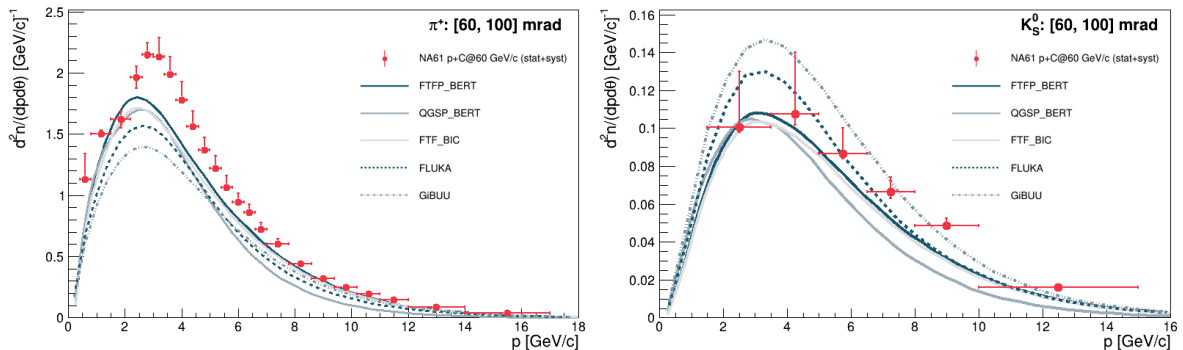 π⁺: [60, 100] mrad
d²n/(dpdθ) [GeV/c]⁻¹
2.5
2
1.5
1
0.5
0
NA61 p+C@60 GeV/c (stat+syst)
FTFP_BERT
QGSP_BERT
FTF_BIC
FLUKA
GiBUU
0 2 4 6 8 10 12 14 16 18
p [GeV/c]
K⁰S: [60, 100] mrad
d²n/(dpdθ) [GeV/c]⁻¹
0.16
0.14
0.12
0.1
0.08
0.06
0.04
0.02
0
NA61 p+C@60 GeV/c (stat+syst)
FTFP_BERT
QGSP_BERT
FTF_BIC
FLUKA
GiBUU
0 2 4 6 8 10 12 14 16
p [GeV/c]